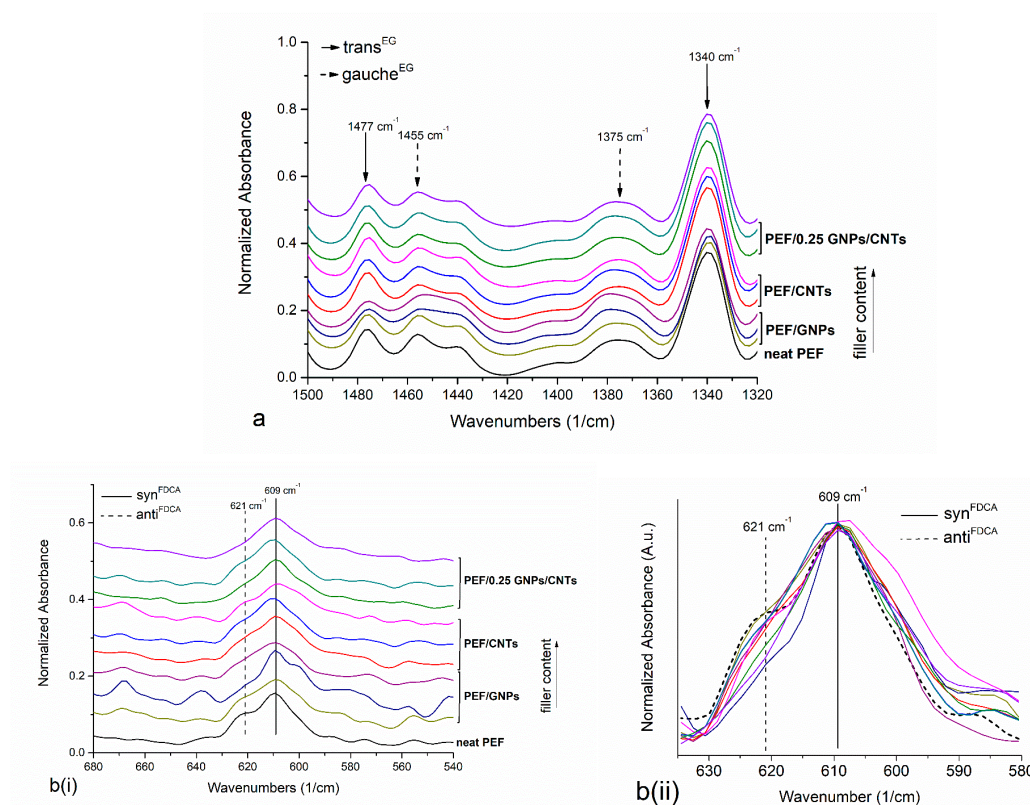 1.0
0.8
0.6
0.4
0.2
0.0
Normalized Absorbance
trans^EG
gauche^EG
1477 cm⁻¹
1455 cm⁻¹
1375 cm⁻¹
1340 cm⁻¹
PEF/0.25 GNPs/CNTs
PEF/CNTs
PEF/GNPs
neat PEF
filler content
1500 1480 1460 1440 1420 1400 1380 1360 1340 1320
Wavenumbers (1/cm)
a
syn^FDCA
anti^FDCA
621 cm⁻¹
609 cm⁻¹
0.6
0.4
0.2
0.0
Normalized Absorbance
PEF/0.25 GNPs/CNTs
PEF/CNTs
PEF/GNPs
neat PEF
filler content
680 660 640 620 600 580 560 540
Wavenumbers (1/cm)
b(i)
609 cm⁻¹
621 cm⁻¹
syn^FDCA
anti^FDCA
Normalized Absorbance (A.u.)
630 620 610 600 590 580
Wavenumber (1/cm)
b(ii)